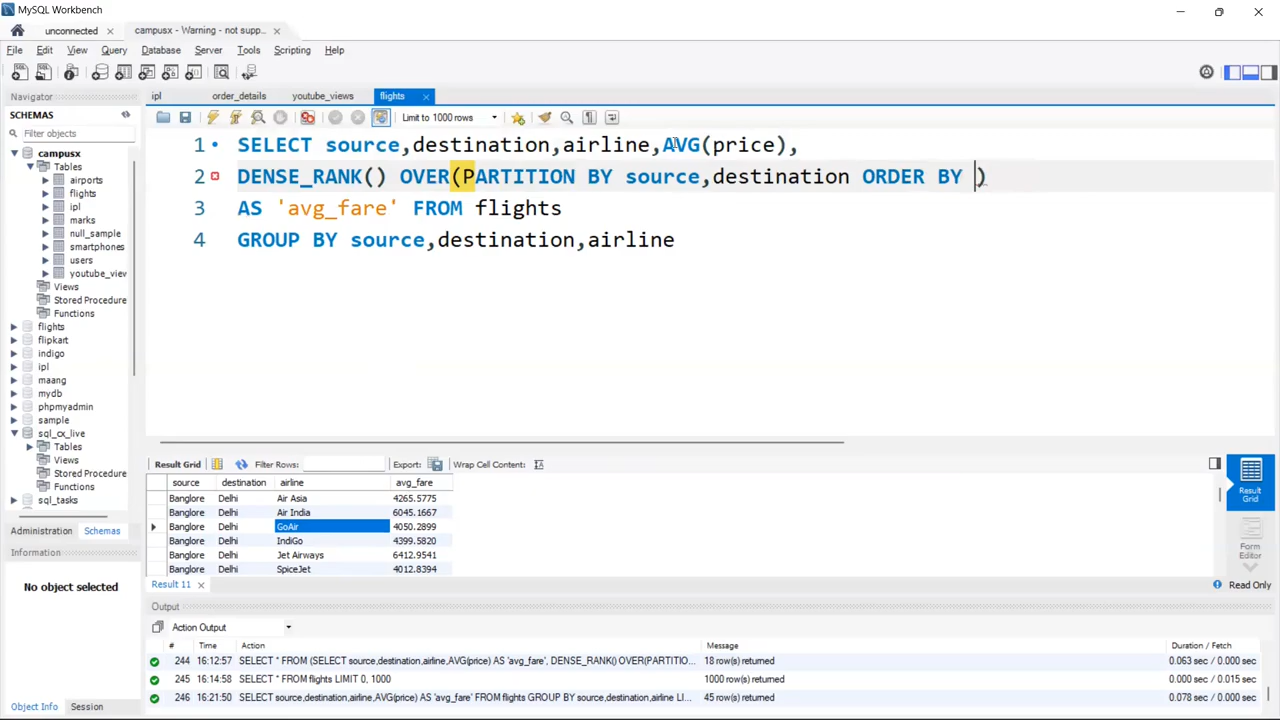 MySQL Workbench
unconnected
campusx - Warning - not supp...
File Edit View Query Database Server Tools Scripting Help
Navigator
ipl order_details youtube_views flights
SCHEMAS
Filter objects
Limit to 1000 rows
campusx
Tables
airports
flights
ipl
marks
null_sample
smartphones
users
youtube_view
Views
Stored Procedure
Functions
flights
flipkart
indigo
ipl
maang
mydb
phpmyadmin
sample
sql_cx_live
Tables
Views
Stored Procedure
Functions
sql_tasks
Administration Schemas
Information
No object selected
Object Info Session
1 SELECT source,destination,airline,AVG(price),
2 DENSE_RANK() OVER(PARTITION BY source,destination ORDER BY )
3 AS 'avg_fare' FROM flights
4 GROUP BY source,destination,airline
Result Grid Filter Rows: Export: Wrap Cell Content:
source destination airline avg_fare
Banglore Delhi Air Asia 4265.5775
Banglore Delhi Air India 6045.1667
Banglore Delhi GoAir 4050.2899
Banglore Delhi IndiGo 4399.5820
Banglore Delhi Jet Airways 6412.9541
Banglore Delhi SpiceJet 4012.8394
Result Grid
Form Editor
Result 11
Read Only
Output
Action Output
# Time Action Message Duration / Fetch
244 16:12:57 SELECT * FROM (SELECT source,destination,airline,AVG(price) AS 'avg_fare', DENSE_RANK() OVER(PARTITIO... 18 row(s) returned 0.063 sec / 0.000 sec
245 16:14:58 SELECT * FROM flights LIMIT 0, 1000 1000 row(s) returned 0.000 sec / 0.015 sec
246 16:21:50 SELECT source,destination,airline,AVG(price) AS 'avg_fare' FROM flights GROUP BY source,destination,airline LI... 45 row(s) returned 0.078 sec / 0.000 sec